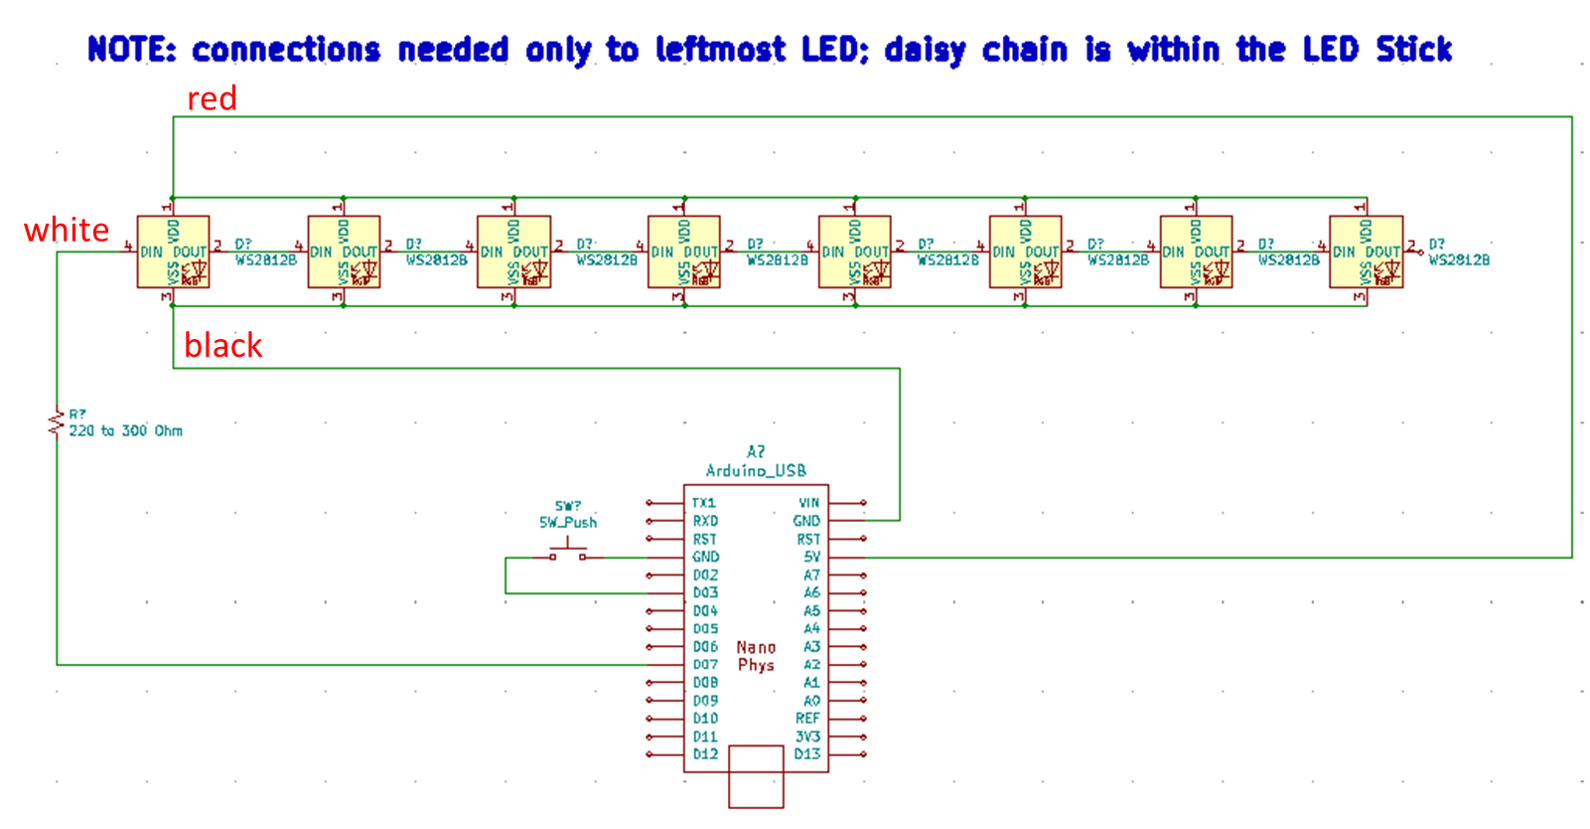 NOTE: connections needed only to leftmost LED; daisy chain is within the LED Stick
red
white
1 1 1 1 1 1 1 1
4 DIN VDD DOUT VSS RGB 2 D? WS2812B
4 DIN VDD DOUT VSS RGB 2 D? WS2812B
4 DIN VDD DOUT VSS RGB 2 D? WS2812B
4 DIN VDD DOUT VSS RGB 2 D? WS2812B
4 DIN VDD DOUT VSS RGB 2 D? WS2812B
4 DIN VDD DOUT VSS RGB 2 D? WS2812B
4 DIN VDD DOUT VSS RGB 2 D? WS2812B
4 DIN VDD DOUT VSS RGB 2 D? WS2812B
3 3 3 3 3 3 3 3
black
R?
220 to 300 Ohm
A?
Arduino_USB
SW?
SW_Push
TX1 VIN
RXD GND
RST RST
GND 5V
D02 A7
D03 A6
D04 A5
D05 A4
D06 A3
D07 A2
D08 A1
D09 A0
D10 REF
D11 3V3
D12 D13
Nano
Phys